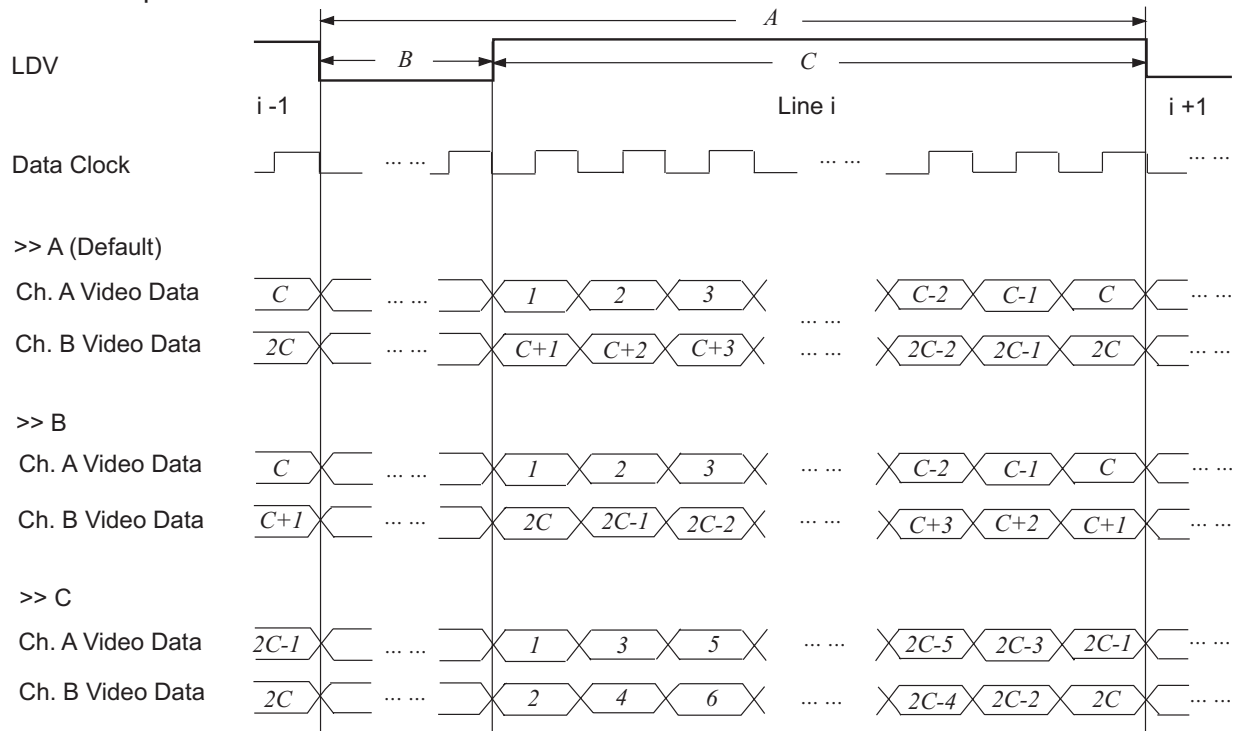 A
LDV B C
i -1 Line i i +1
Data Clock ... ... ... ... ... ...
>> A (Default)
Ch. A Video Data C ... ... 1 2 3 ... ... C-2 C-1 C ... ...
Ch. B Video Data 2C ... ... C+1 C+2 C+3 ... ... 2C-2 2C-1 2C ... ...
>> B
Ch. A Video Data C ... ... 1 2 3 ... ... C-2 C-1 C ... ...
Ch. B Video Data C+1 ... ... 2C 2C-1 2C-2 ... ... C+3 C+2 C+1 ... ...
>> C
Ch. A Video Data 2C-1 ... ... 1 3 5 ... ... 2C-5 2C-3 2C-1 ... ...
Ch. B Video Data 2C ... ... 2 4 6 ... ... 2C-4 2C-2 2C ... ...